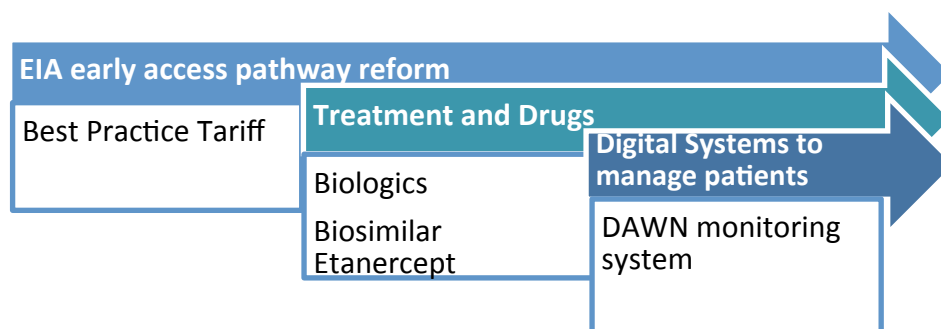 EIA early access pathway reform
Best Practice Tariff
Treatment and Drugs
Biologics
Biosimilar
Etanercept
Digital Systems to
manage patients
DAWN monitoring
system